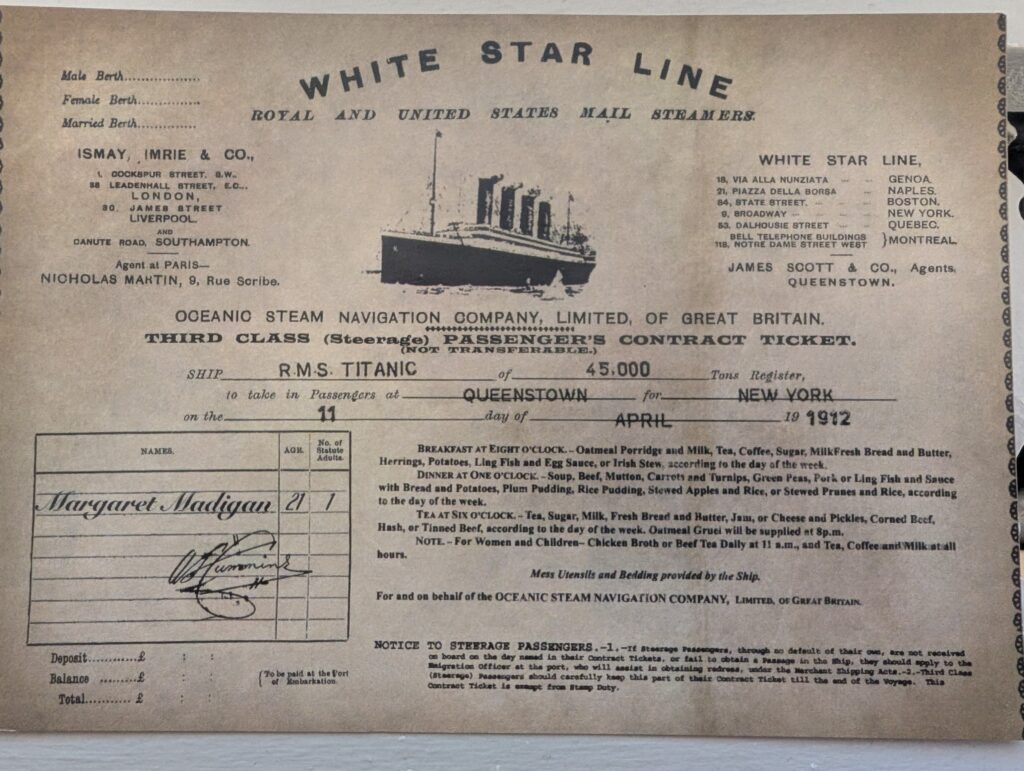 WHITE STAR LINE
ROYAL AND UNITED STATES MAIL STEAMERS.
Male Berth..................
Female Berth..............
Married Berth..............
ISMAY, IMRIE & CO.,
1, COCKSPUR STREET, S.W.,
38 LEADENHALL STREET, E.C.,
LONDON,
30, JAMES STREET
LIVERPOOL.
AND
CANUTE ROAD, SOUTHAMPTON.
Agent at PARIS—
NICHOLAS MARTIN, 9, Rue Scribe.
WHITE STAR LINE,
18, VIA ALLA NUNZIATA -- -- GENOA.
21, PIAZZA DELLA BORSA -- NAPLES.
84, STATE STREET. -- -- -- BOSTON.
9, BROADWAY -- -- -- -- NEW YORK.
53, DALHOUSIE STREET -- -- QUEBEC.
BELL TELEPHONE BUILDINGS
118, NOTRE DAME STREET WEST } MONTREAL.
JAMES SCOTT & CO., Agents,
QUEENSTOWN.
OCEANIC STEAM NAVIGATION COMPANY, LIMITED, OF GREAT BRITAIN.
THIRD CLASS (Steerage) PASSENGER'S CONTRACT TICKET.
(NOT TRANSFERABLE.)
SHIP R.M.S. TITANIC of 45,000 Tons Register,
to take in Passengers at QUEENSTOWN for NEW YORK
on the 11 day of APRIL 19 1912
NAMES. AGE. No. of Statute Adults.
Margaret Madigan 21 1
Deposit.............£ : :
Balance ..........£ : :
Total...........£ : :
(To be paid at the Port
of Embarkation.
BREAKFAST AT EIGHT O'CLOCK.– Oatmeal Porridge and Milk, Tea, Coffee, Sugar, MilkFresh Bread and Butter,
Herrings, Potatoes, Ling Fish and Egg Sauce, or Irish Stew, according to the day of the week.
DINNER AT ONE O'CLOCK. – Soup, Beef, Mutton, Carrots and Turnips, Green Peas, Pork or Ling Fish and Sauce
with Bread and Potatoes, Plum Pudding, Rice Pudding, Stewed Apples and Rice, or Stewed Prunes and Rice, according
to the day of the week.
TEA AT SIX O'CLOCK. – Tea, Sugar, Milk, Fresh Bread and Butter, Jam, or Cheese and Pickles, Corned Beef,
Hash, or Tinned Beef, according to the day of the week. Oatmeal Gruel will be supplied at 8p.m.
NOTE. – For Women and Children– Chicken Broth or Beef Tea Daily at 11 a.m., and Tea, Coffee and Milk at all
hours.
Mess Utensils and Bedding provided by the Ship.
For and on behalf of the OCEANIC STEAM NAVIGATION COMPANY, LIMITED, OF GREAT BRITAIN.
NOTICE TO STEERAGE PASSENGERS.–1.–If Steerage Passengers, through no default of their own, are not received
on board on the day named in their Contract Tickets, or fail to obtain a Passage in the Ship, they should apply to the
Emigration Officer at the port, who will assist in obtaining redress, under the Merchant Shipping Acts.–2.–Third Class
(Steerage) Passengers should carefully keep this part of their Contract Ticket till the end of the Voyage. This
Contract Ticket is exempt from Stamp Duty.